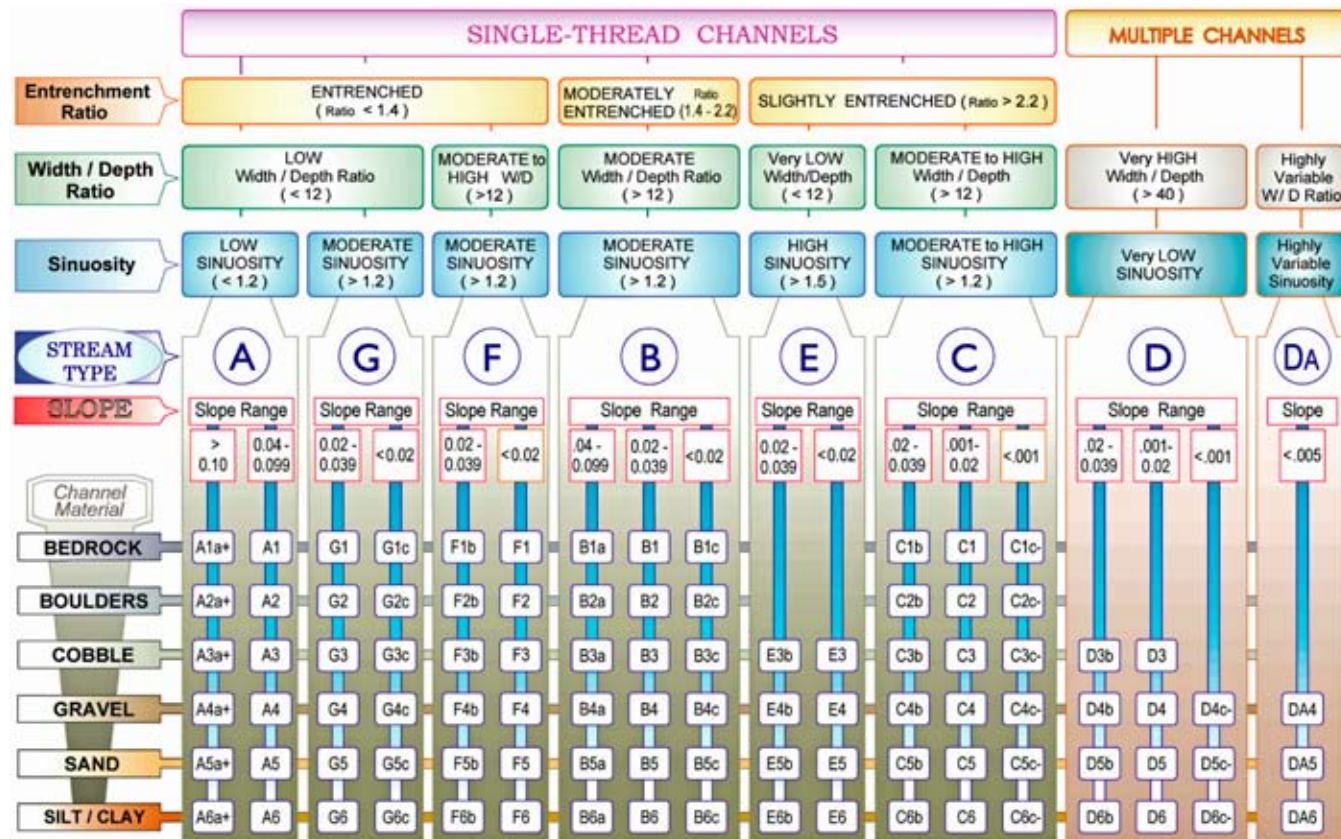 SINGLE-THREAD CHANNELS
MULTIPLE CHANNELS
Entrenchment
Ratio
ENTRENCHED
( Ratio < 1.4 )
MODERATELY Ratio
ENTRENCHED (1.4 - 2.2)
SLIGHTLY ENTRENCHED ( Ratio > 2.2 )
Width / Depth
Ratio
LOW
Width / Depth Ratio
( < 12 )
MODERATE to
HIGH W/D
( >12 )
MODERATE
Width / Depth Ratio
( > 12 )
Very LOW
Width/Depth
( < 12 )
MODERATE to HIGH
Width / Depth
( > 12 )
Very HIGH
Width / Depth
( > 40 )
Highly
Variable
W / D Ratio
Sinuosity
LOW
SINUOSITY
( < 1.2 )
MODERATE
SINUOSITY
( > 1.2 )
MODERATE
SINUOSITY
( > 1.2 )
MODERATE
SINUOSITY
( > 1.2 )
HIGH
SINUOSITY
( > 1.5 )
MODERATE to HIGH
SINUOSITY
( > 1.2 )
Very LOW
SINUOSITY
Highly
Variable
Sinuosity
STREAM
TYPE
A G F B E C D DA
SLOPE
Slope Range Slope Range Slope Range Slope Range Slope Range Slope Range Slope Range Slope
> 0.10
0.04 - 0.099
0.02 - 0.039
<0.02
0.02 - 0.039
<0.02
.04 - 0.099
0.02 - 0.039
<0.02
0.02 - 0.039
<0.02
.02 - 0.039
.001- 0.02
<.001
.02 - 0.039
.001- 0.02
<.001
<.005
Channel
Material
BEDROCK A1a+ A1 G1 G1c F1b F1 B1a B1 B1c C1b C1 C1c-
BOULDERS A2a+ A2 G2 G2c F2b F2 B2a B2 B2c C2b C2 C2c-
COBBLE A3a+ A3 G3 G3c F3b F3 B3a B3 B3c E3b E3 C3b C3 C3c- D3b D3
GRAVEL A4a+ A4 G4 G4c F4b F4 B4a B4 B4c E4b E4 C4b C4 C4c- D4b D4 D4c- DA4
SAND A5a+ A5 G5 G5c F5b F5 B5a B5 B5c E5b E5 C5b C5 C5c- D5b D5 D5c- DA5
SILT / CLAY A6a+ A6 G6 G6c F6b F6 B6a B6 B6c E6b E6 C6b C6 C6c- D6b D6 D6c- DA6